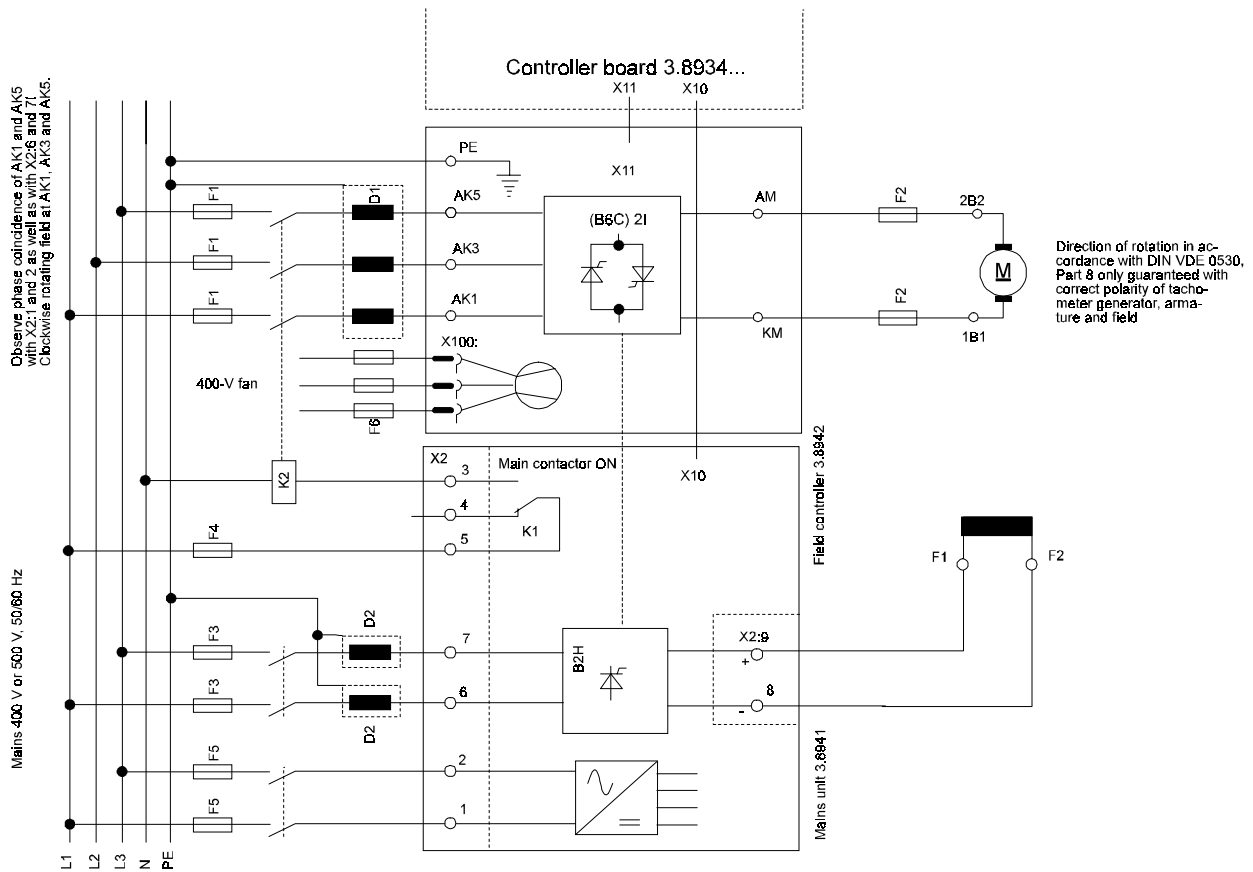 Controller board 3.8934...
X11
X10
Observe phase coincidence of AK1 and AK5
with X2:1 and 2 as well as with X2:6 and 7!
Clockwise rotating field at AK1, AK3 and AK5.
PE
X11
F1
D1
AK5
(B6C) 2I
AM
F2
2B2
F1
AK3
M
Direction of rotation in ac-
cordance with DIN VDE 0530,
Part 8 only guaranteed with
correct polarity of tacho-
meter generator, arma-
ture and field
F1
AK1
KM
F2
1B1
X100:
400-V fan
F6
Field controller 3.8942
X2
Main contactor ON
X10
K2
3
4
K1
F4
5
F1
F2
Mains 400 V or 500 V, 50/60 Hz
D2
F3
7
B2H
X2:9
+
F3
6
8
-
D2
Mains unit 3.8941
F5
2
F5
1
L1
L2
L3
N
PE